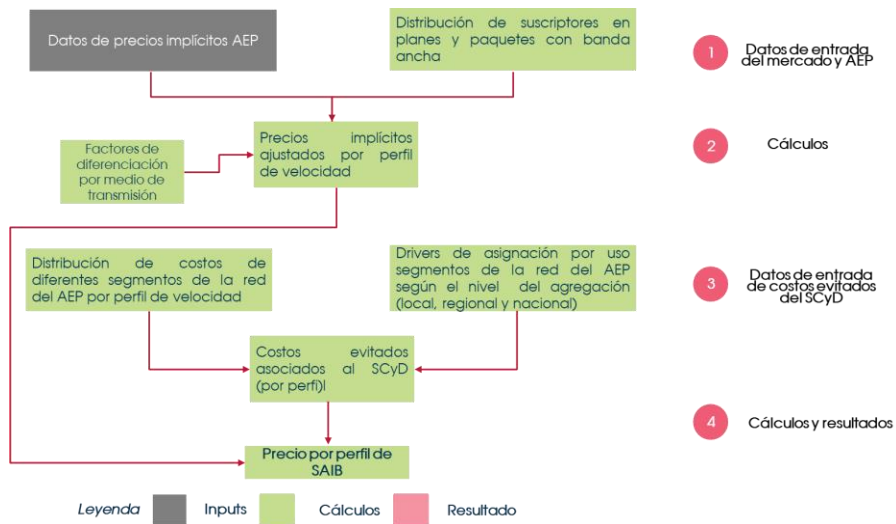 Datos de precios implícitos AEP
Distribución de suscriptores en
planes y paquetes con banda
ancha
1
Datos de entrada
del mercado y AEP
Factores de
diferenciación
por medio de
transmisión
Precios implícitos
ajustados por perfil
de velocidad
2
Cálculos
Distribución de costos de
diferentes segmentos de la red
del AEP por perfil de velocidad
Drivers de asignación por uso
segmentos de la red del AEP
según el nivel del agregación
(local, regional y nacional)
3
Datos de entrada
de costos evitados
del SCyD
Costos evitados
asociados al SCyD
(por perfi)l
4
Cálculos y resultados
Precio por perfil de
SAIB
Leyenda Inputs Cálculos Resultado